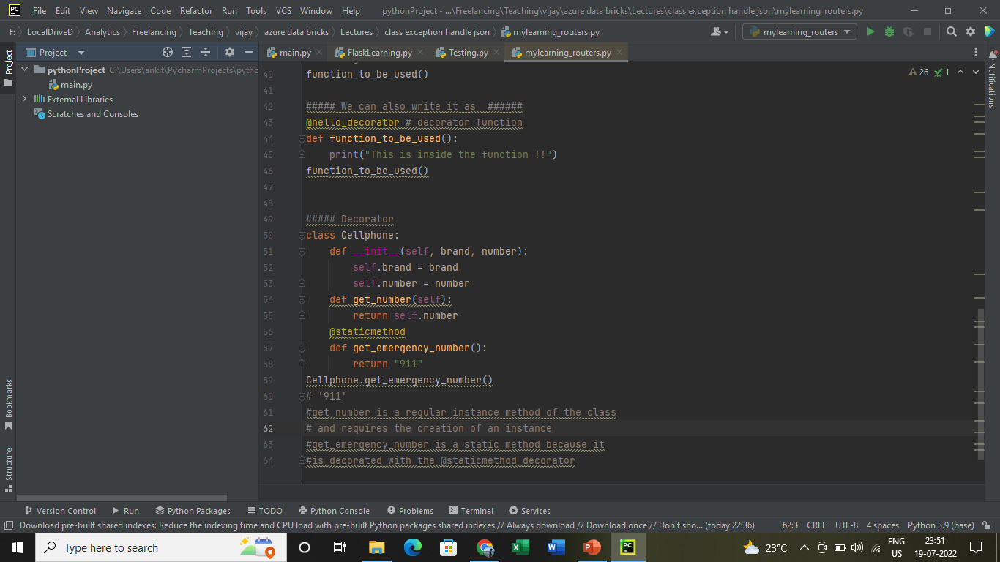 PC File Edit View Navigate Code Refactor Run Tools VCS Window Help pythonProject - ...\Freelancing\Teaching\vijay\azure data bricks\Lectures\class exception handle json\mylearning_routers.py
F: LocalDriveD Analytics Freelancing Teaching vijay azure data bricks Lectures class exception handle json mylearning_routers.py mylearning_routers
Project main.py FlaskLearning.py Testing.py mylearning_routers.py
Project
pythonProject C:\Users\ankit\PycharmProjects\pytho
main.py
External Libraries
Scratches and Consoles
Bookmarks
Structure
Notifications
26 1
40 function_to_be_used()
41
42 ##### We can also write it as ######
43 @hello_decorator # decorator function
44 def function_to_be_used():
45 print("This is inside the function !!")
46 function_to_be_used()
47
48
49 ##### Decorator
50 class Cellphone:
51 def __init__(self, brand, number):
52 self.brand = brand
53 self.number = number
54 def get_number(self):
55 return self.number
56 @staticmethod
57 def get_emergency_number():
58 return "911"
59 Cellphone.get_emergency_number()
60 # '911'
61 #get_number is a regular instance method of the class
62 # and requires the creation of an instance
63 #get_emergency_number is a static method because it
64 #is decorated with the @staticmethod decorator
Version Control Run Python Packages TODO Python Console Problems Terminal Services
Download pre-built shared indexes: Reduce the indexing time and CPU load with pre-built Python packages shared indexes // Always download // Download once // Don't sho... (today 22:36) 62:3 CRLF UTF-8 4 spaces Python 3.9 (base)
Type here to search 23°C ENG 23:51
US 19-07-2022